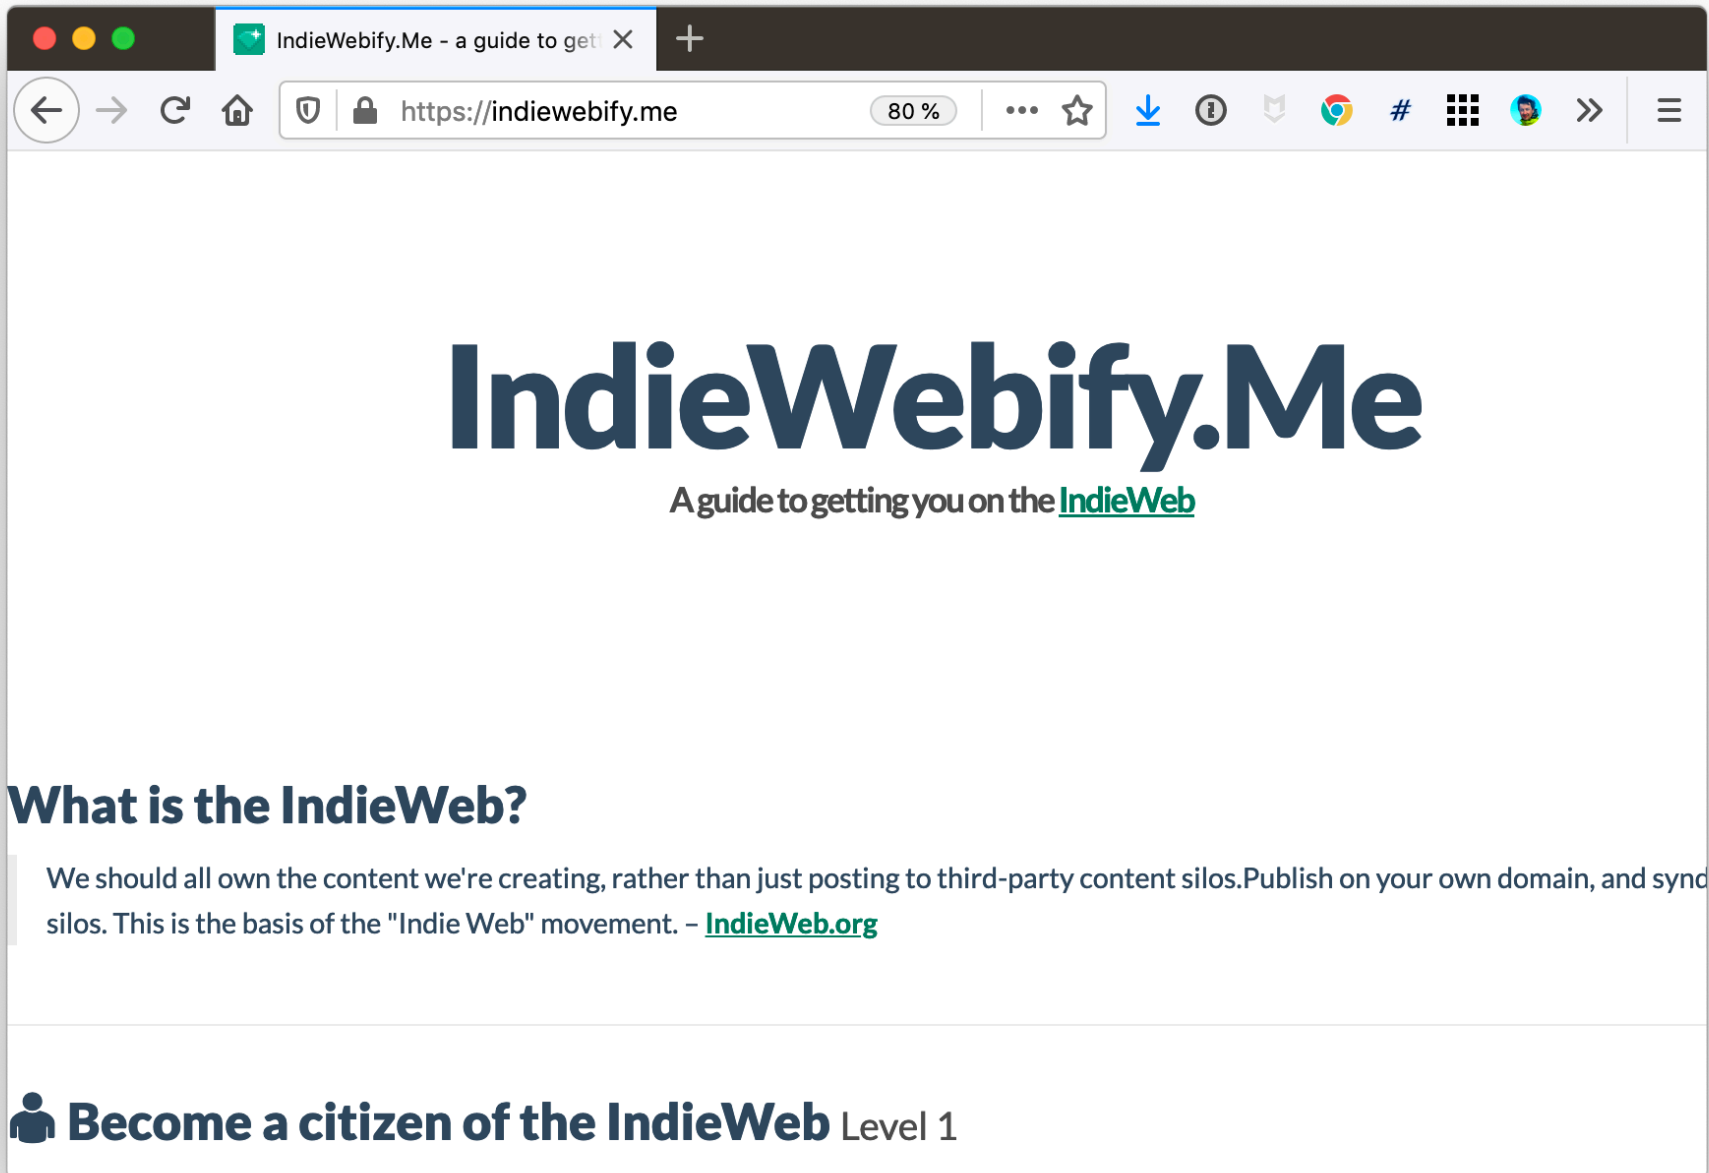 IndieWebify.Me - a guide to get
https://indiewebify.me
80 %
#
IndieWebify.Me
A guide to getting you on the IndieWeb
What is the IndieWeb?
We should all own the content we're creating, rather than just posting to third-party content silos.Publish on your own domain, and synd
silos. This is the basis of the "Indie Web" movement. – IndieWeb.org
Become a citizen of the IndieWeb Level 1